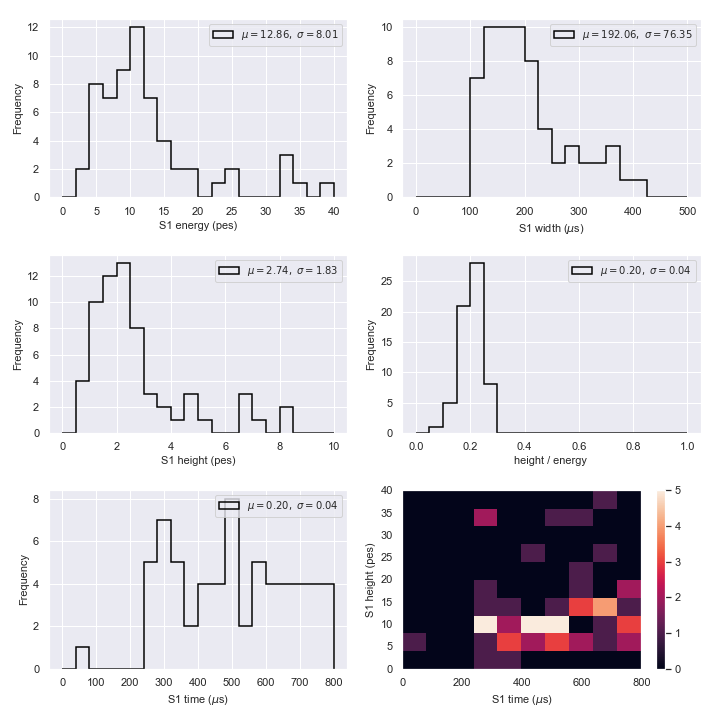 12
10
8
6
4
2
0
Frequency
μ = 12.86, σ = 8.01
0 5 10 15 20 25 30 35 40
S1 energy (pes)
10
8
6
4
2
0
Frequency
μ = 192.06, σ = 76.35
0 100 200 300 400 500
S1 width (μs)
12
10
8
6
4
2
0
Frequency
μ = 2.74, σ = 1.83
0 2 4 6 8 10
S1 height (pes)
25
20
15
10
5
0
Frequency
μ = 0.20, σ = 0.04
0.0 0.2 0.4 0.6 0.8 1.0
height / energy
8
6
4
2
0
Frequency
μ = 0.20, σ = 0.04
0 100 200 300 400 500 600 700 800
S1 time (μs)
40
35
30
25
20
15
10
5
0
S1 height (pes)
0 200 400 600 800
S1 time (μs)
5
4
3
2
1
0